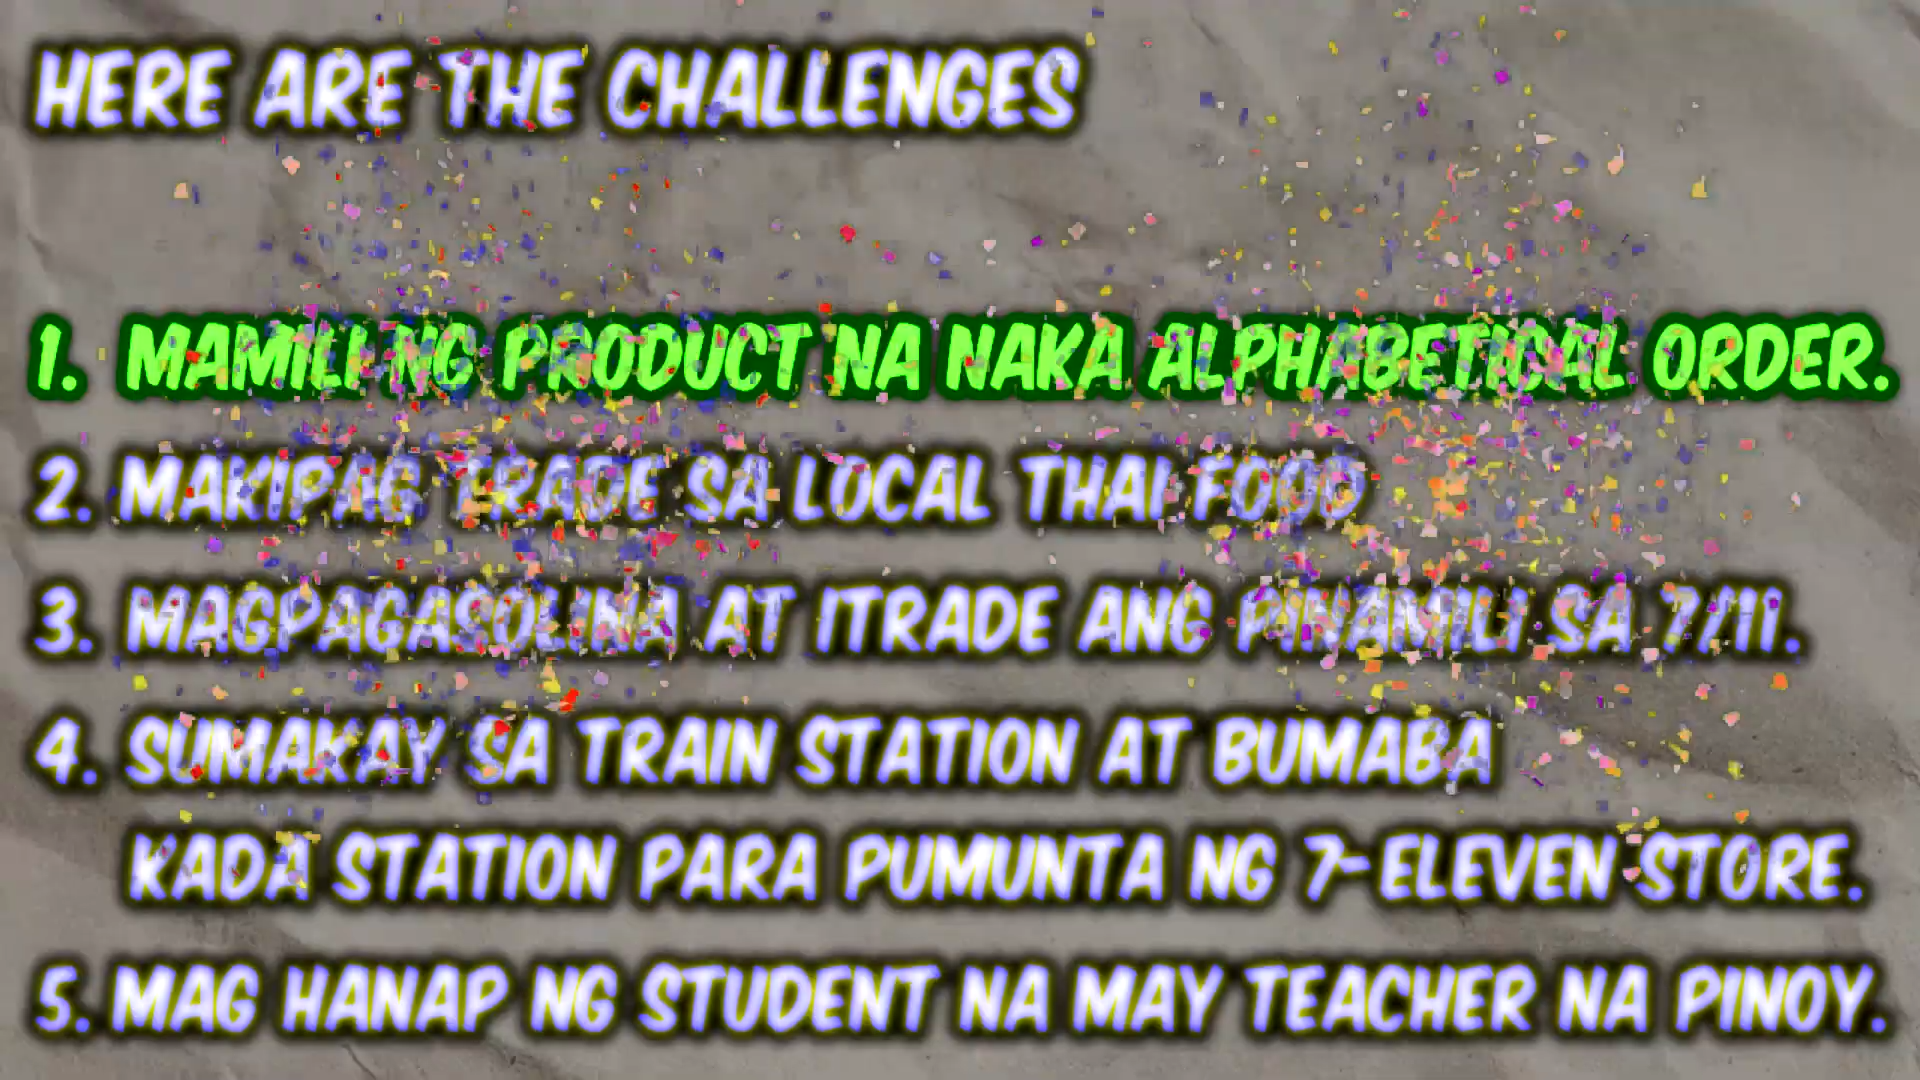 HERE ARE THE CHALLENGES
1. MAMILI NG PRODUCT NA NAKA ALPHABETICAL ORDER.
2. MAKIPAG TRADE SA LOCAL THAI FOOD
3. MAGPAGASOLINA AT ITRADE ANG PINAMILI SA 7/11.
4. SUMAKAY SA TRAIN STATION AT BUMABA
KADA STATION PARA PUMUNTA NG 7-ELEVEN STORE.
5. MAG HANAP NG STUDENT NA MAY TEACHER NA PINOY.